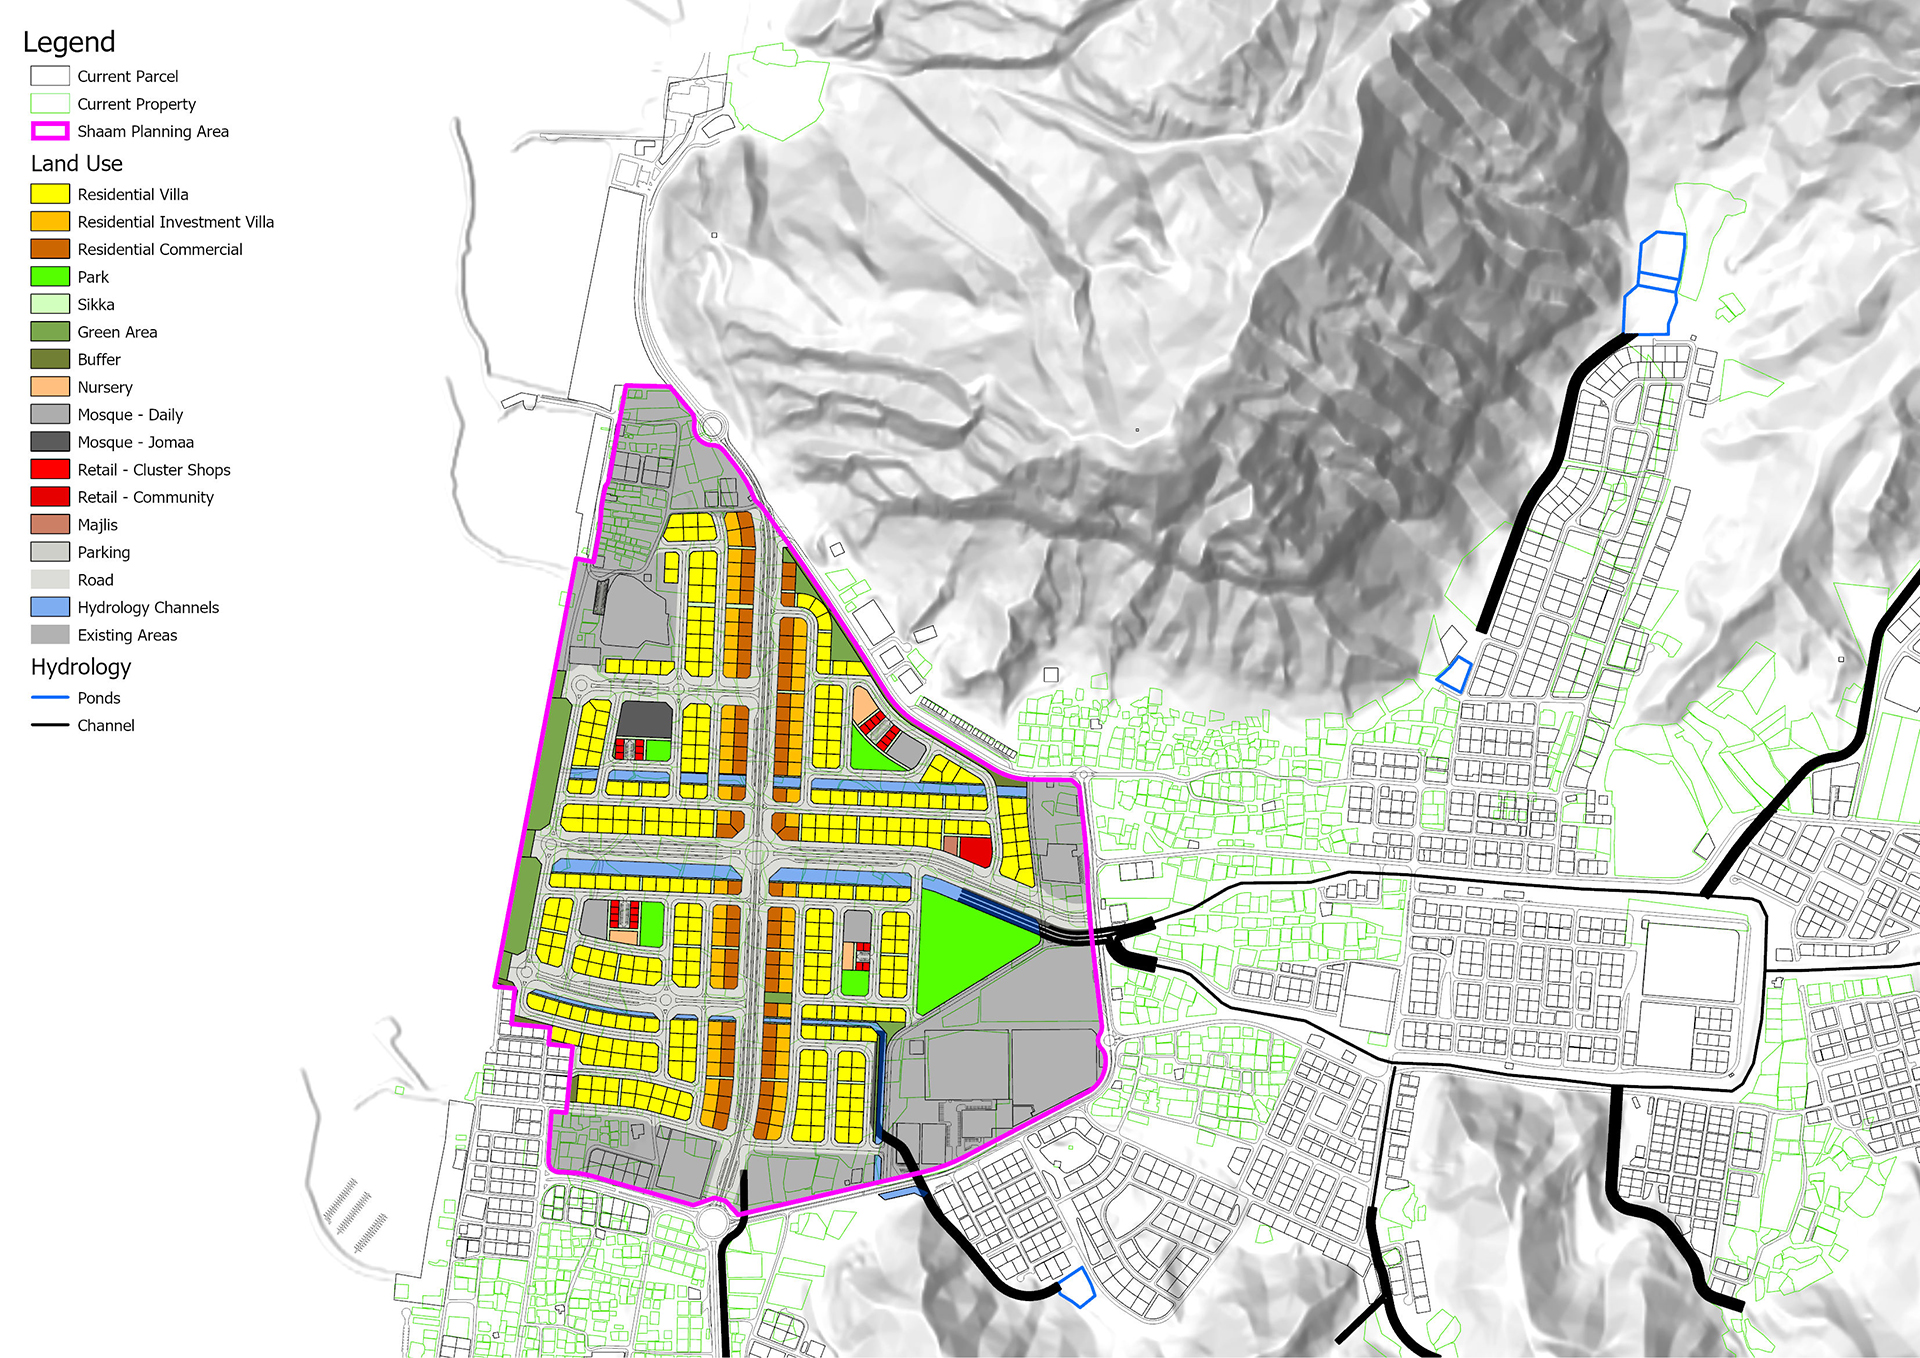 Legend
Current Parcel
Current Property
Shaam Planning Area
Land Use
Residential Villa
Residential Investment Villa
Residential Commercial
Park
Sikka
Green Area
Buffer
Nursery
Mosque - Daily
Mosque - Jomaa
Retail - Cluster Shops
Retail - Community
Majlis
Parking
Road
Hydrology Channels
Existing Areas
Hydrology
Ponds
Channel